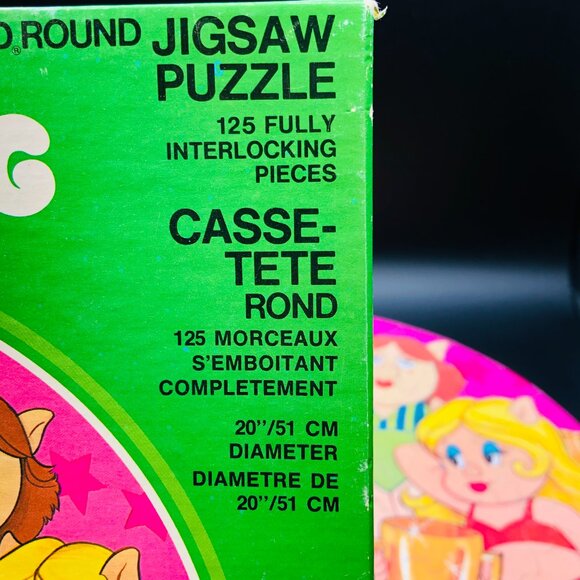 D.® ROUND JIGSAW
PUZZLE
125 FULLY
INTERLOCKING
PIECES
G
CASSE-
TETE
ROND
125 MORCEAUX
S'EMBOITANT
COMPLETEMENT
20"/51 CM
DIAMETER
DIAMETRE DE
20"/51 CM